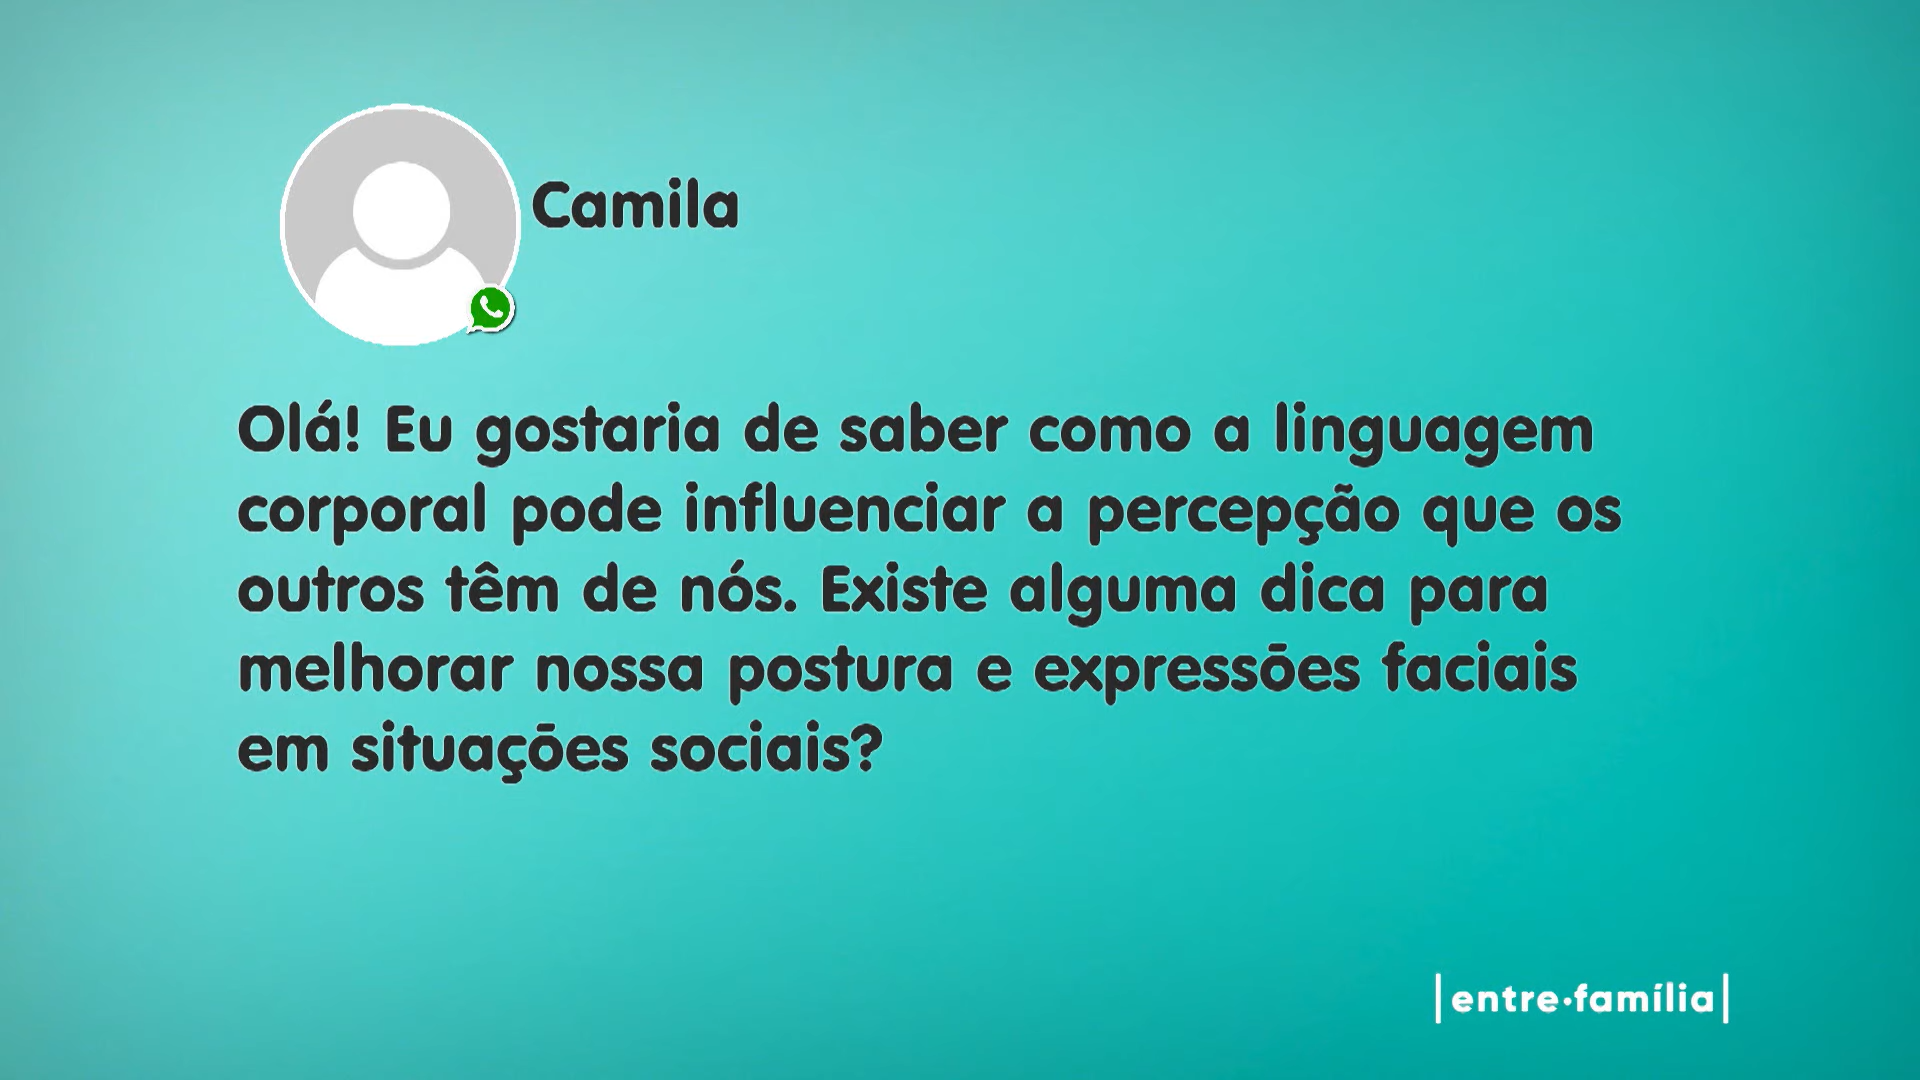 Camila
Olá! Eu gostaria de saber como a linguagem
corporal pode influenciar a percepção que os
outros têm de nós. Existe alguma dica para
melhorar nossa postura e expressões faciais
em situações sociais?
|entre•família|